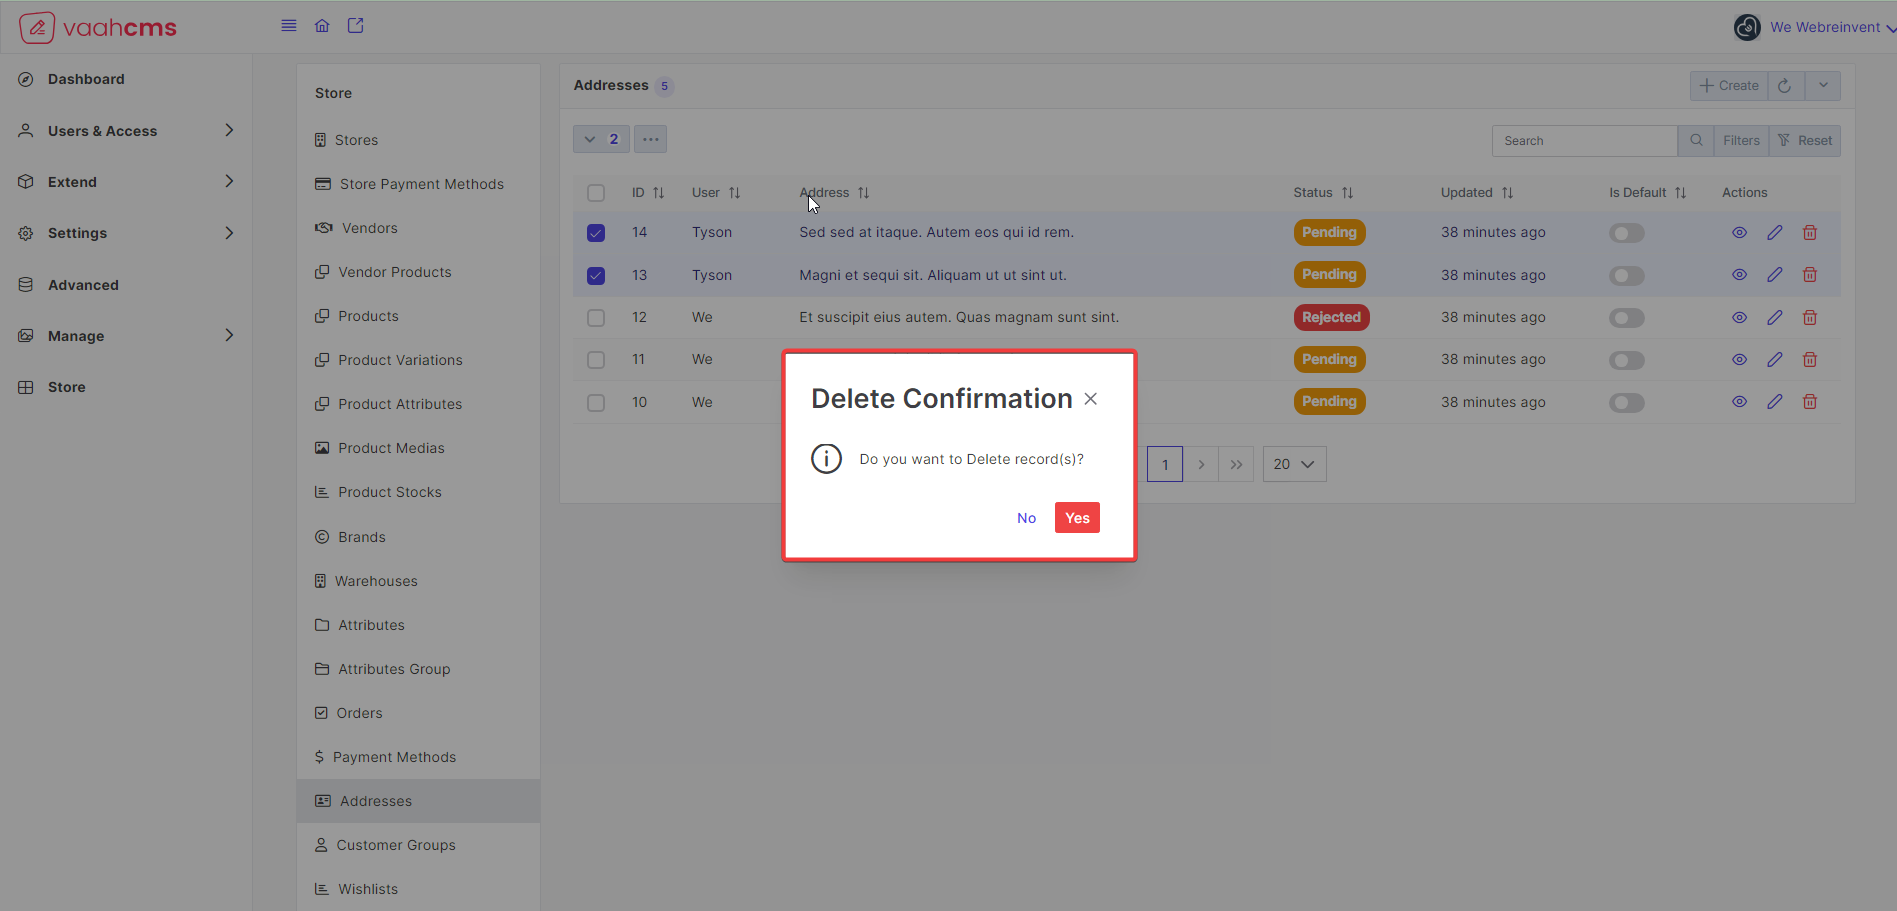 vaahcms
We Webreinvent
Dashboard
Users & Access
Extend
Settings
Advanced
Manage
Store
Store
Stores
Store Payment Methods
Vendors
Vendor Products
Products
Product Variations
Product Attributes
Product Medias
Product Stocks
Brands
Warehouses
Attributes
Attributes Group
Orders
Payment Methods
Addresses
Customer Groups
Wishlists
Addresses 5
Create
2
Search
Filters
Reset
ID User Address Status Updated Is Default Actions
14 Tyson Sed sed at itaque. Autem eos qui id rem. Pending 38 minutes ago
13 Tyson Magni et sequi sit. Aliquam ut ut sint ut. Pending 38 minutes ago
12 We Et suscipit eius autem. Quas magnam sunt sint. Rejected 38 minutes ago
11 We Pending 38 minutes ago
10 We Pending 38 minutes ago
1 20
Delete Confirmation
Do you want to Delete record(s)?
No Yes